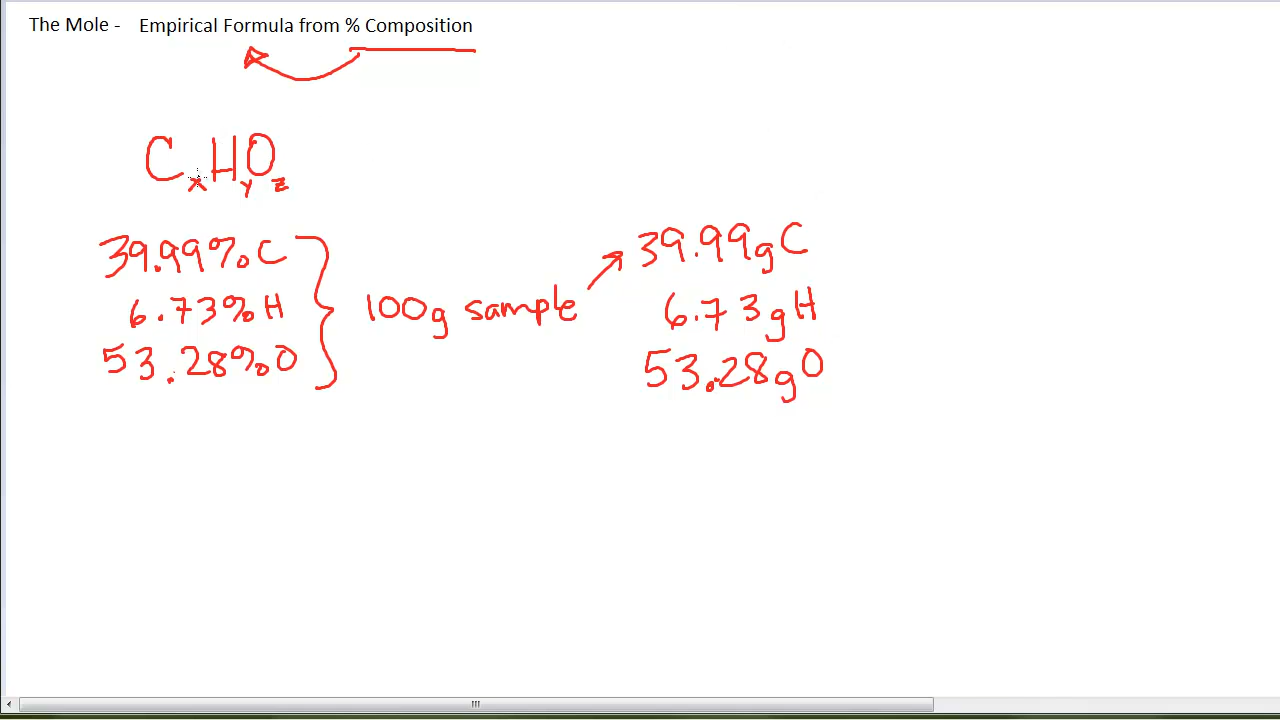 The Mole - Empirical Formula from % Composition
CxHyOz
39.99% C
6.73% H
53.28% O
100g sample
39.99g C
6.73g H
53.28g O